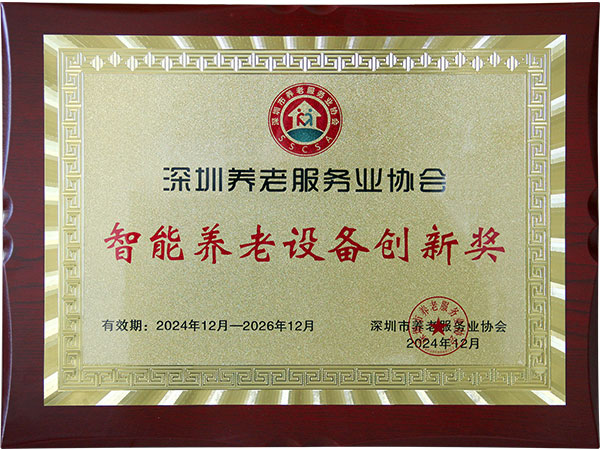 深圳市养老服务业协会
SSCSA
深圳养老服务业协会
智能养老设备创新奖
有效期：2024年12月—2026年12月
深圳市养老服务业协会
2024年12月